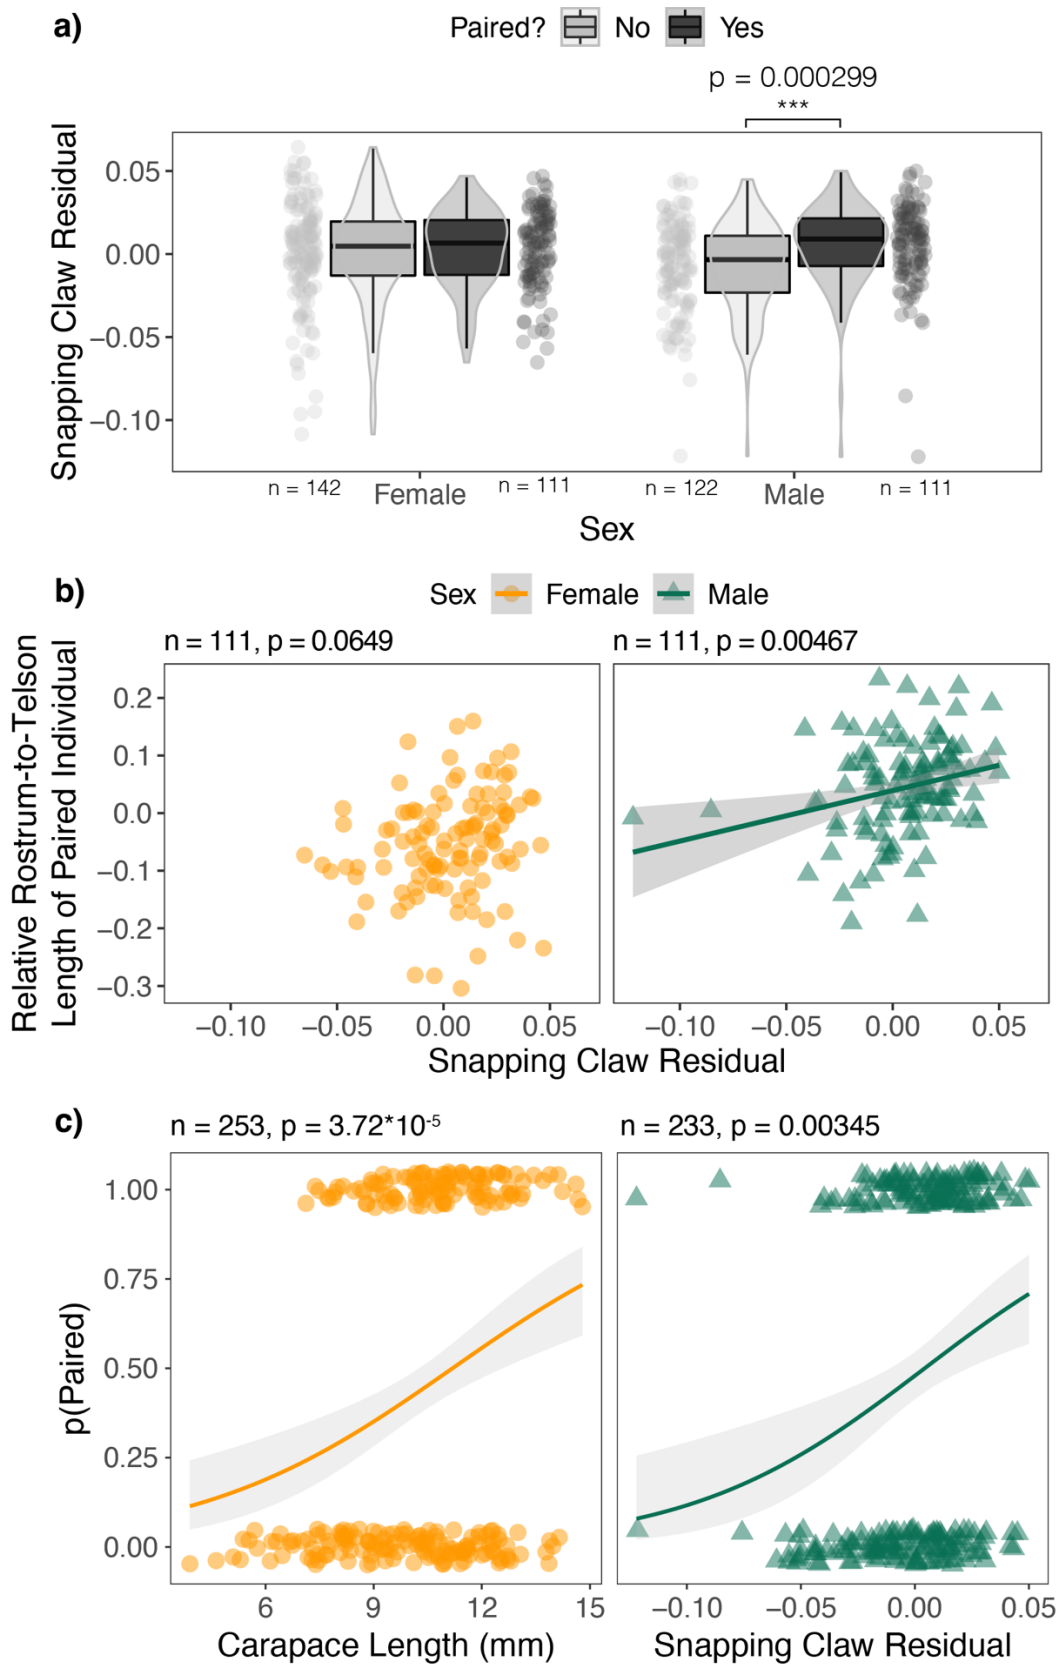 a)
Paired? No Yes
p = 0.000299
***
Snapping Claw Residual
0.05
0.00
−0.05
−0.10
n = 142 Female n = 111 n = 122 Male n = 111
Sex
b)
Sex Female Male
n = 111, p = 0.0649 n = 111, p = 0.00467
Relative Rostrum-to-Telson
Length of Paired Individual
0.2
0.1
0.0
−0.1
−0.2
−0.3
−0.10 −0.05 0.00 0.05 −0.10 −0.05 0.00 0.05
Snapping Claw Residual
c)
n = 253, p = 3.72*10-5 n = 233, p = 0.00345
p(Paired)
1.00
0.75
0.50
0.25
0.00
6 9 12 15 −0.10 −0.05 0.00 0.05
Carapace Length (mm) Snapping Claw Residual